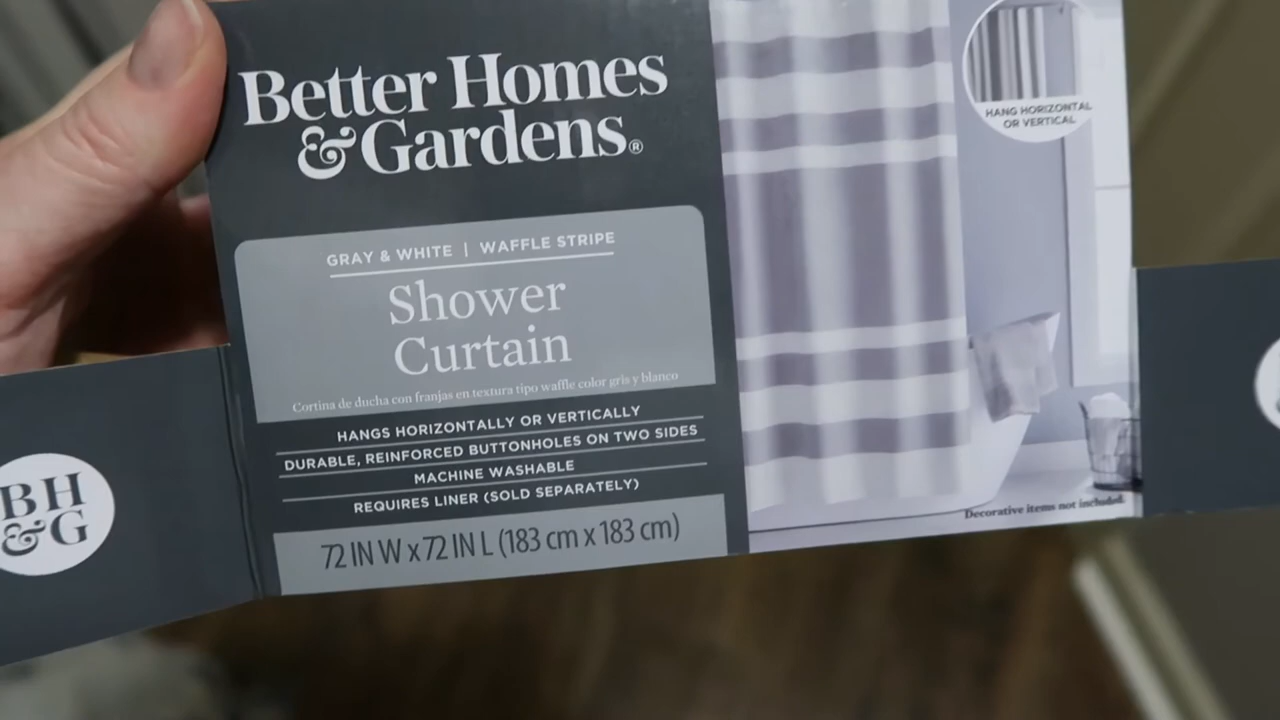 Better Homes
& Gardens®
GRAY & WHITE | WAFFLE STRIPE
Shower
Curtain
Cortina de ducha con franjas en textura tipo waffle color gris y blanco
HANGS HORIZONTALLY OR VERTICALLY
DURABLE, REINFORCED BUTTONHOLES ON TWO SIDES
MACHINE WASHABLE
REQUIRES LINER (SOLD SEPARATELY)
72 IN W x 72 IN L (183 cm x 183 cm)
HANG HORIZONTAL
OR VERTICAL
Decorative items not included.
BH
&G